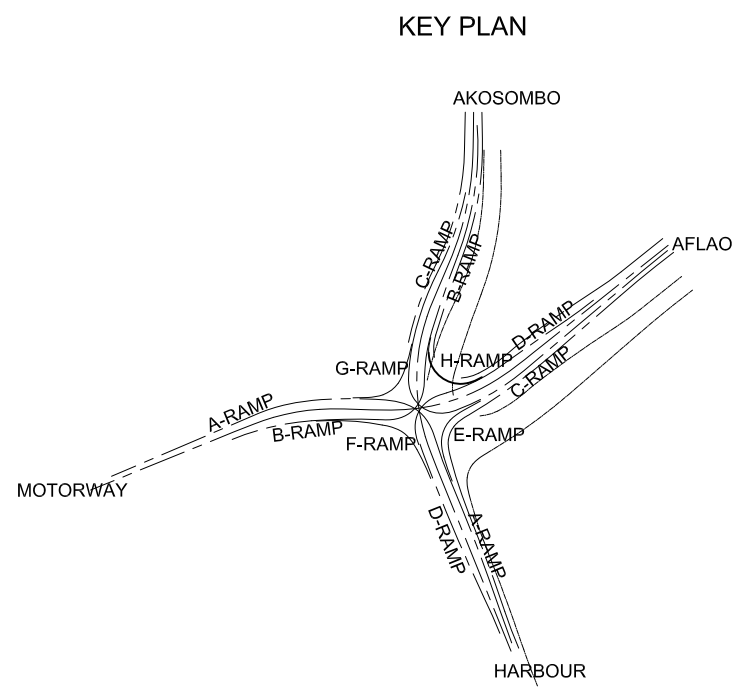 KEY PLAN
AKOSOMBO
AFLAO
C-RAMP
B-RAMP
D-RAMP
G-RAMP
H-RAMP
C-RAMP
A-RAMP
B-RAMP
F-RAMP
E-RAMP
MOTORWAY
D-RAMP
A-RAMP
HARBOUR